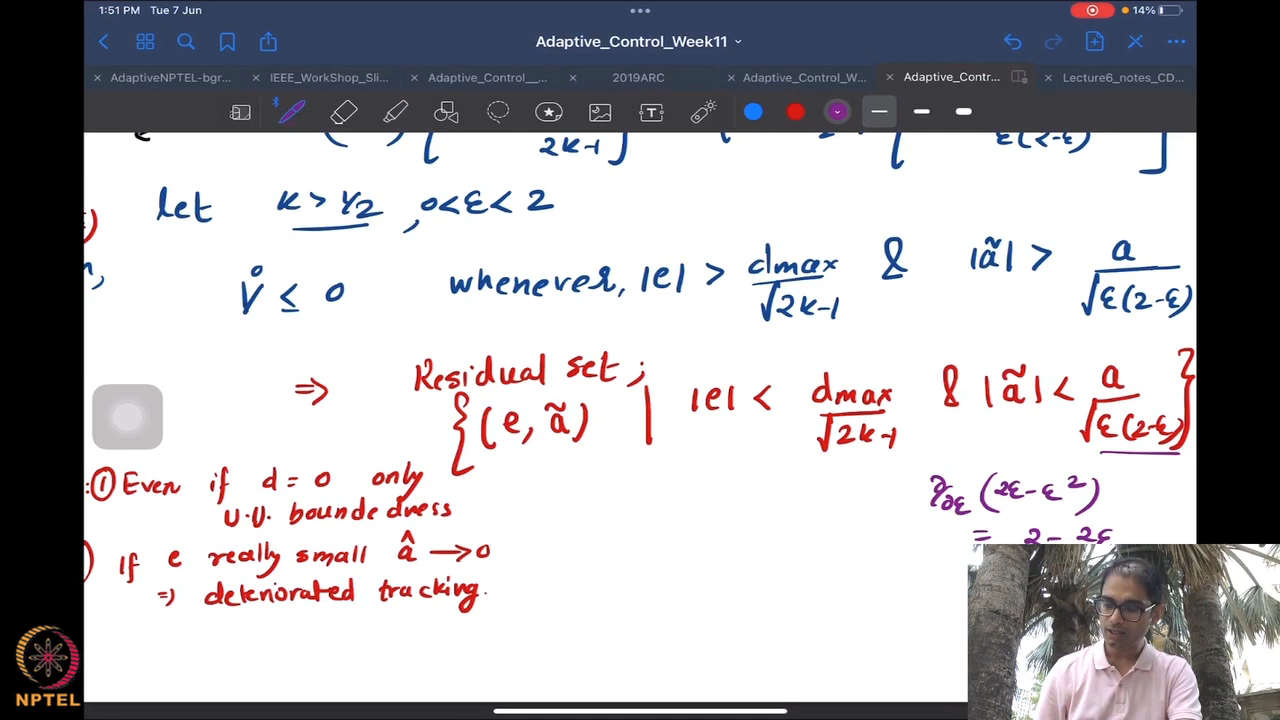 1:51 PM Tue 7 Jun
14%
Adaptive_Control_Week11
AdaptiveNPTEL-bgr...
IEEE_WorkShop_Sli...
Adaptive_Control__...
2019ARC
Adaptive_Control_W...
Adaptive_Contr...
Lecture6_notes_CD...
2k-1
ε(2-ε)
let k > 1/2 , 0<ε< 2
V̇ ≤ 0 whenever, |e| > dmax/√2k-1 & |ã| > a/√ε(2-ε)
⇒ Residual set ;
{(e, ã) | |e| < dmax/√2k-1 & |ã| < a/√ε(2-ε)}
① Even if d = 0 only
U.U. boundedness
If e really small â → 0
⇒ deteriorated tracking.
∂/∂ε (2ε-ε²)
= 2 - 2ε
NPTEL